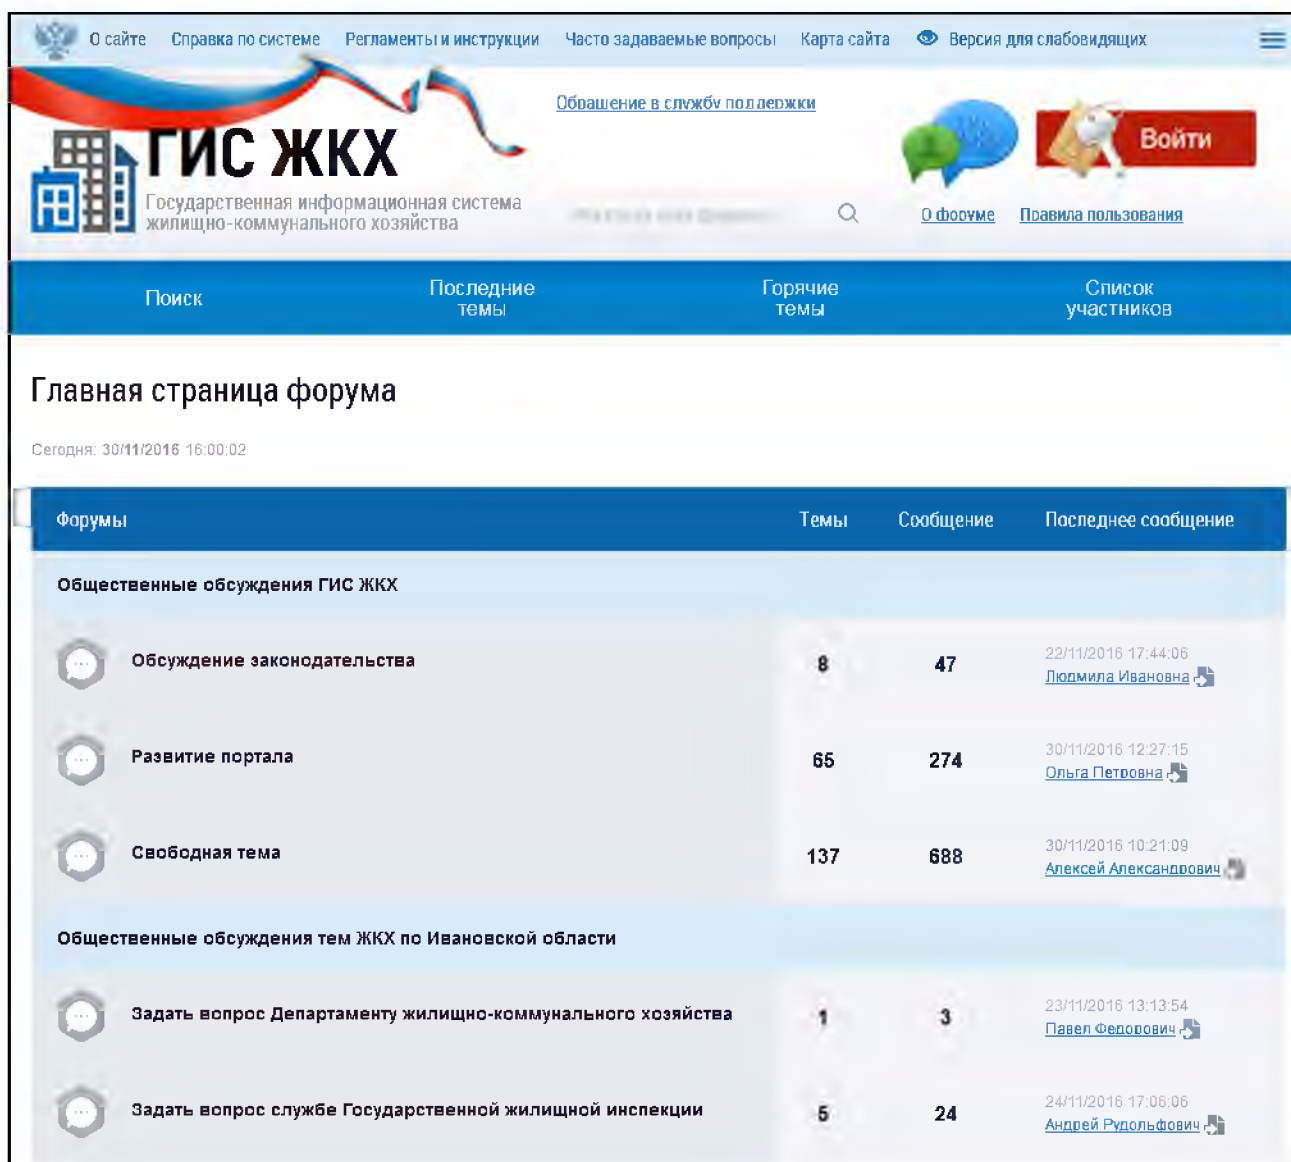 О сайте Справка по системе Регламенты и инструкции Часто задаваемые вопросы Карта сайта Версия для слабовидящих
Обращение в службу поддержки
Войти
ГИС ЖКХ
Государственная информационная система
жилищно-коммунального хозяйства
О форуме Правила пользования
Поиск
Последние
темы
Горячие
темы
Список
участников
Главная страница форума
Сегодня: 30/11/2016 16:00:02
Форумы Темы Сообщение Последнее сообщение
Общественные обсуждения ГИС ЖКХ
Обсуждение законодательства 8 47 22/11/2016 17:44:06
Людмила Ивановна
Развитие портала 65 274 30/11/2016 12:27:15
Ольга Петровна
Свободная тема 137 688 30/11/2016 10:21:09
Алексей Александрович
Общественные обсуждения тем ЖКХ по Ивановской области
Задать вопрос Департаменту жилищно-коммунального хозяйства 1 3 23/11/2016 13:13:54
Павел Федорович
Задать вопрос службе Государственной жилищной инспекции 5 24 24/11/2016 17:06:06
Андрей Рудольфович